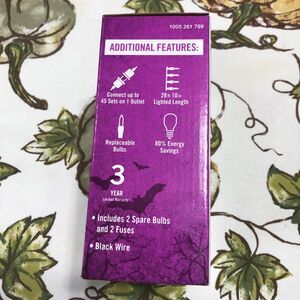 1005 261 799
ADDITIONAL FEATURES:
Connect up to
45 Sets on 1 Outlet
20 ft 10 in
Lighted Length
Replaceable
Bulbs
80% Energy
Savings
3
YEAR
Limited Warranty
• Includes 2 Spare Bulbs
and 2 Fuses
• Black Wire